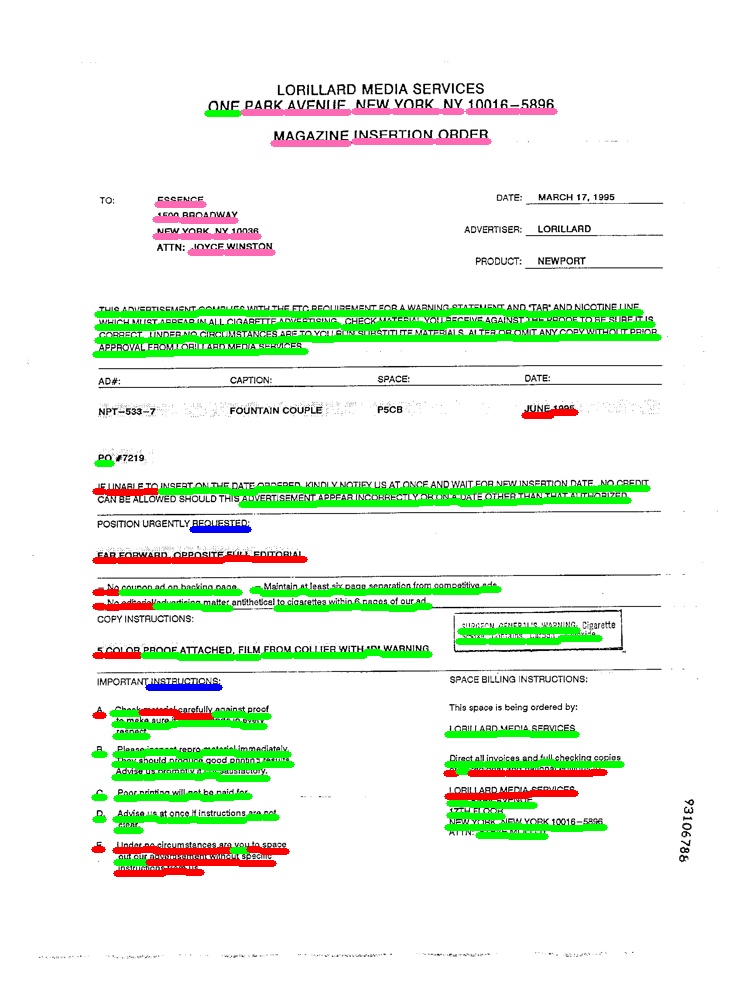 LORILLARD MEDIA SERVICES
ONE PARK AVENUE, NEW YORK, NY 10016-5896
MAGAZINE INSERTION ORDER
TO: ESSENCE DATE: MARCH 17, 1995
1500 BROADWAY
NEW YORK, NY 10036 ADVERTISER: LORILLARD
ATTN: JOYCE WINSTON
PRODUCT: NEWPORT
THIS ADVERTISEMENT COMPLIES WITH THE FTC REQUIREMENT FOR A WARNING STATEMENT AND "TAR" AND NICOTINE LINE
WHICH MUST APPEAR IN ALL CIGARETTE ADVERTISING. CHECK MATERIAL YOU RECEIVE AGAINST THE PROOF TO BE SURE IT IS
CORRECT. UNDER NO CIRCUMSTANCES ARE TO YOU RUN SUBSTITUTE MATERIALS, ALTER OR OMIT ANY COPY WITHOUT PRIOR
APPROVAL FROM LORILLARD MEDIA SERVICES.
AD#: CAPTION: SPACE: DATE:
NPT-533-7 FOUNTAIN COUPLE P5CB JUNE 1995
PO #7219
IF UNABLE TO INSERT ON THE DATE ORDERED, KINDLY NOTIFY US AT ONCE AND WAIT FOR NEW INSERTION DATE. NO CREDIT
CAN BE ALLOWED SHOULD THIS ADVERTISEMENT APPEAR INCORRECTLY OR ON A DATE OTHER THAN THAT AUTHORIZED.
POSITION URGENTLY REQUESTED:
FAR FORWARD, OPPOSITE FULL EDITORIAL
- No coupon ad on backing page - Maintain at least six page separation from competitive ads
- No editorial/advertising matter antithetical to cigarettes within 6 pages of our ad.
COPY INSTRUCTIONS:
SURGEON GENERAL'S WARNING: Cigarette
Smoke Contains Carbon Monoxide.
5 COLOR PROOF ATTACHED, FILM FROM COLLIER WITH "D" WARNING
IMPORTANT INSTRUCTIONS: SPACE BILLING INSTRUCTIONS:
A. Check material carefully against proof This space is being ordered by:
to make sure in every
respect. LORILLARD MEDIA SERVICES
B. Please inspect repro material immediately.
They should produce good printing results. Direct all invoices and full checking copies
Advise us promptly if satisfactory. of regional and national
C. Poor printing will not be paid for. LORILLARD MEDIA SERVICES
AVENUE
D. Advise us at once if instructions are not 17TH FLOOR
clear. NEW YORK, NEW YORK 10016-5896
ATTN:
E. Under no circumstances are you to space
out our advertisement without specific
instructions from us.
93106788